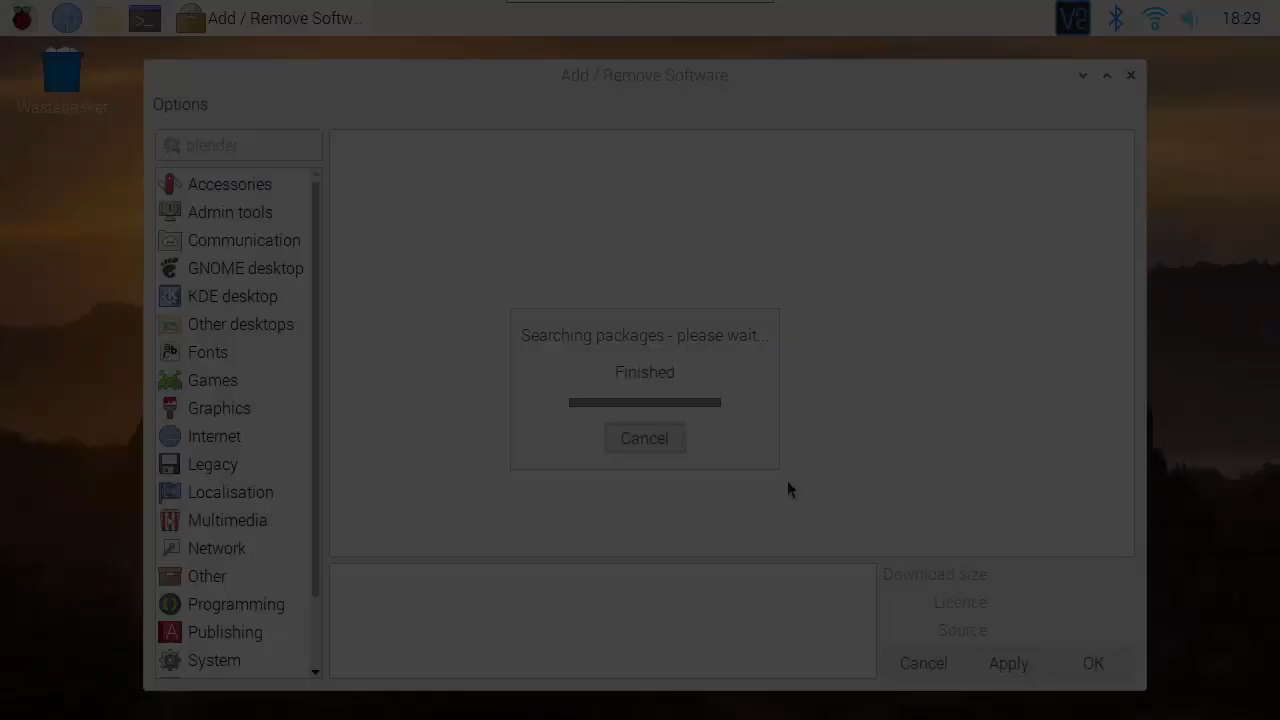 Add / Remove Softw...
18:29
Wastebasket
Add / Remove Software
Options
blender
Accessories
Admin tools
Communication
GNOME desktop
KDE desktop
Other desktops
Fonts
Games
Graphics
Internet
Legacy
Localisation
Multimedia
Network
Other
Programming
Publishing
System
Searching packages - please wait...
Finished
Cancel
Download size
Licence
Source
Cancel
Apply
OK